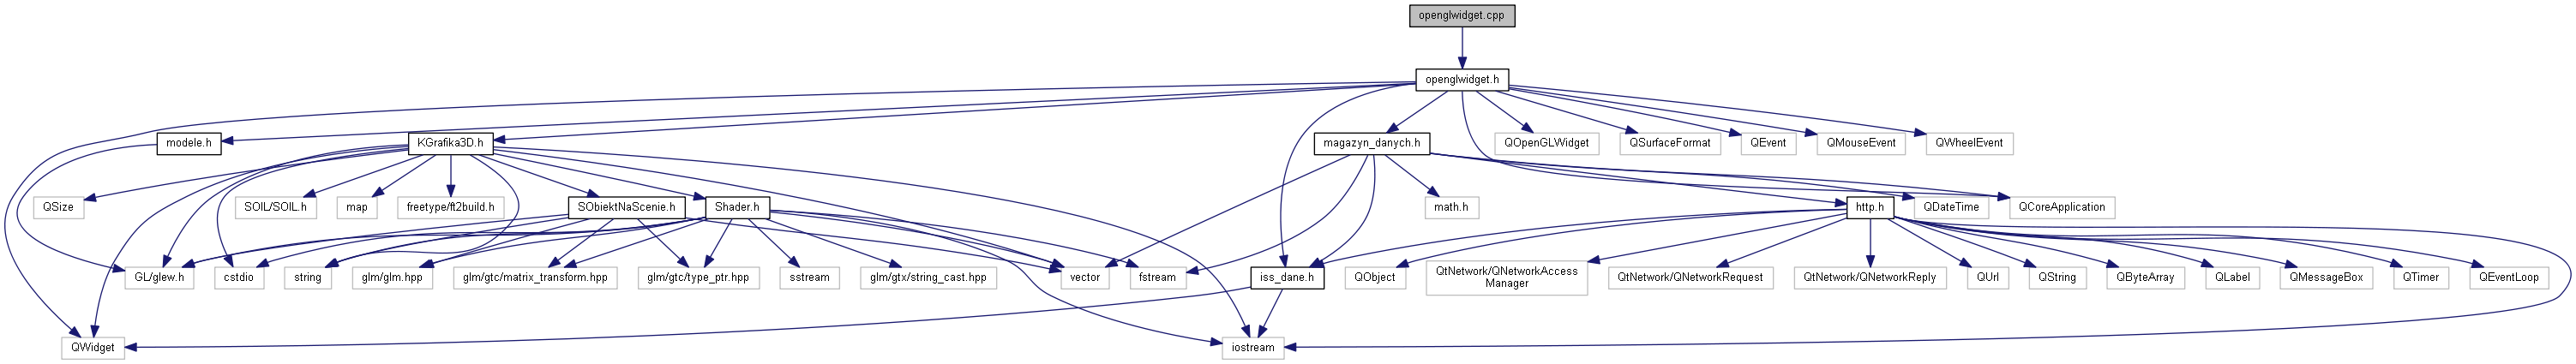 openglwidget.cpp
openglwidget.h
modele.h
KGrafika3D.h
magazyn_danych.h
QOpenGLWidget
QSurfaceFormat
QEvent
QMouseEvent
QWheelEvent
QSize
SOIL/SOIL.h
map
freetype/ft2build.h
SObiektNaScenie.h
Shader.h
math.h
http.h
QDateTime
QCoreApplication
GL/glew.h
cstdio
string
glm/glm.hpp
glm/gtc/matrix_transform.hpp
glm/gtc/type_ptr.hpp
sstream
glm/gtx/string_cast.hpp
vector
fstream
iss_dane.h
QObject
QtNetwork/QNetworkAccess
Manager
QtNetwork/QNetworkRequest
QtNetwork/QNetworkReply
QUrl
QString
QByteArray
QLabel
QMessageBox
QTimer
QEventLoop
QWidget
iostream